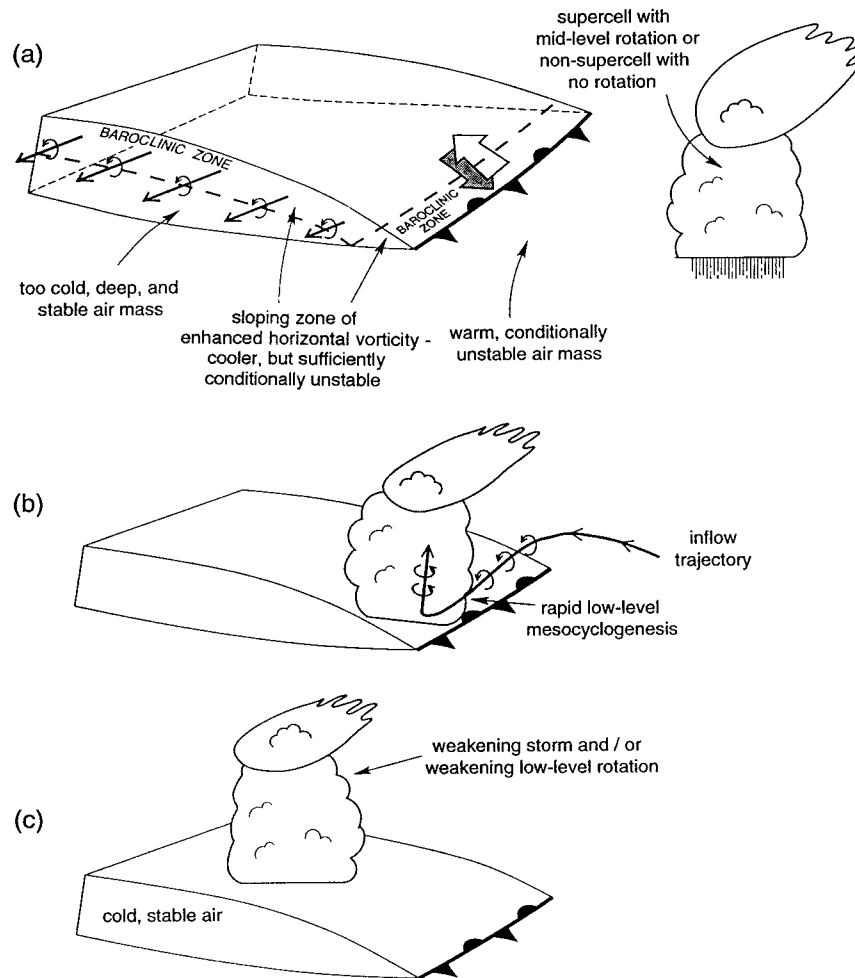 (a)
supercell with
mid-level rotation or
non-supercell with
no rotation
BAROCLINIC ZONE
BAROCLINIC
ZONE
too cold, deep, and
stable air mass
sloping zone of
enhanced horizontal vorticity -
cooler, but sufficiently
conditionally unstable
warm, conditionally
unstable air mass
(b)
inflow
trajectory
rapid low-level
mesocyclogenesis
(c)
weakening storm and / or
weakening low-level rotation
cold, stable air